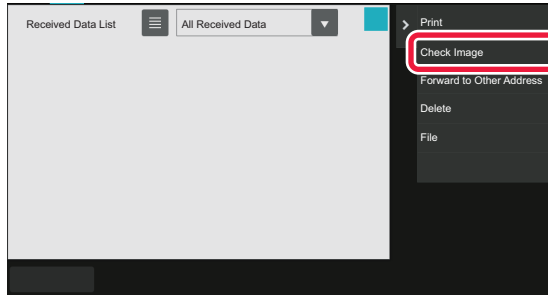 Received Data List
All Received Data
Print
Check Image
Forward to Other Address
Delete
File